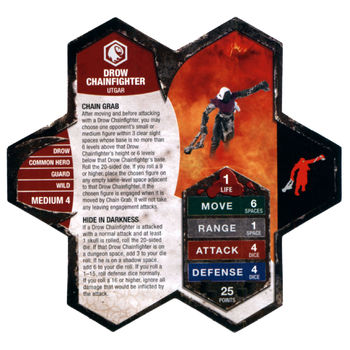 DROW
CHAINFIGHTER
UTGAR
CHAIN GRAB
After moving and before attacking
with a Drow Chainfighter, you may
choose one opponent's small or
medium figure within 3 clear sight
spaces whose base is no more than
6 levels above that Drow
Chainfighter's height or 6 levels
below that Drow Chainfighter's base.
Roll the 20-sided die. If you roll a 9
or higher, place the chosen figure on
any empty same-level space adjacent
to that Drow Chainfighter. If the
chosen figure is engaged when it is
moved by Chain Grab, it will not take
any leaving engagement attacks.
HIDE IN DARKNESS
If a Drow Chainfighter is attacked
with a normal attack and at least
1 skull is rolled, roll the 20-sided
die. If that Drow Chainfighter is on
a dungeon space, add 3 to your die
roll. If he is on a shadow space
add 6 to your die roll. If you roll
1–15, roll defense dice normally.
If you roll a 16 or higher, ignore all
damage that would be inflicted by
the attack.
DROW
COMMON HERO
GUARD
WILD
MEDIUM 4
1
LIFE
MOVE 6
SPACES
RANGE 1
SPACE
ATTACK 4
DICE
DEFENSE 4
DICE
25
POINTS